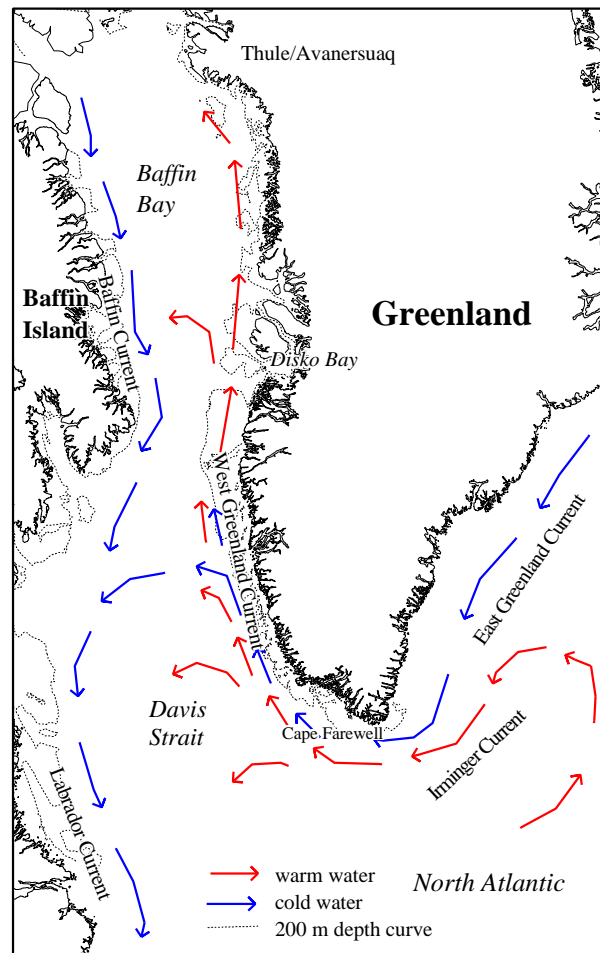 Thule/Avanersuaq
Baffin
Bay
Baffin
Island
Baffin Current
Greenland
Disko Bay
West Greenland Current
East Greenland Current
Davis
Strait
Cape Farewell
Irminger Current
Labrador Current
North Atlantic
warm water
cold water
200 m depth curve